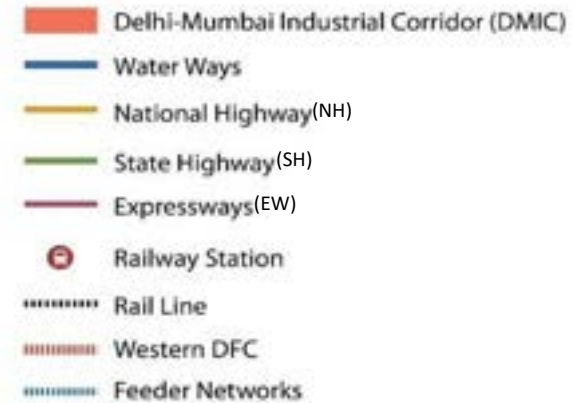 Delhi-Mumbai Industrial Corridor (DMIC)
Water Ways
National Highway(NH)
State Highway(SH)
Expressways(EW)
Railway Station
Rail Line
Western DFC
Feeder Networks